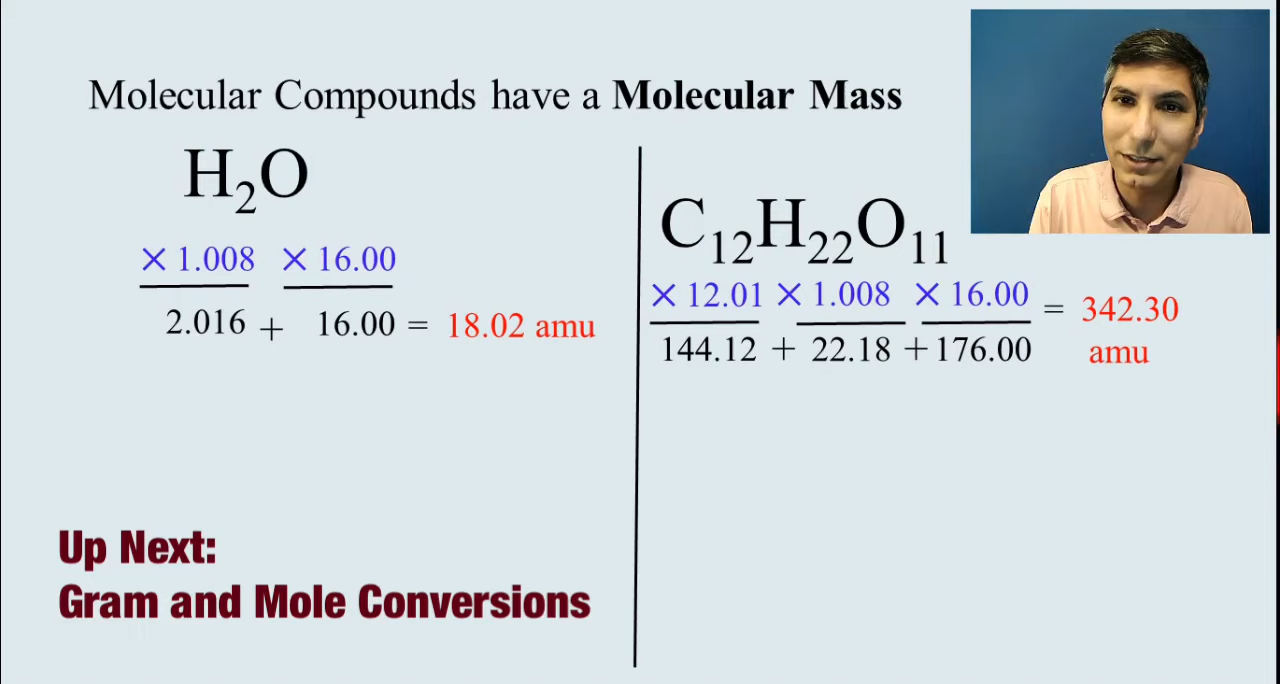 Molecular Compounds have a Molecular Mass
H₂O
× 1.008 × 16.00
2.016 + 16.00 = 18.02 amu
C₁₂H₂₂O₁₁
× 12.01 × 1.008 × 16.00
144.12 + 22.18 + 176.00
= 342.30
amu
Up Next:
Gram and Mole Conversions